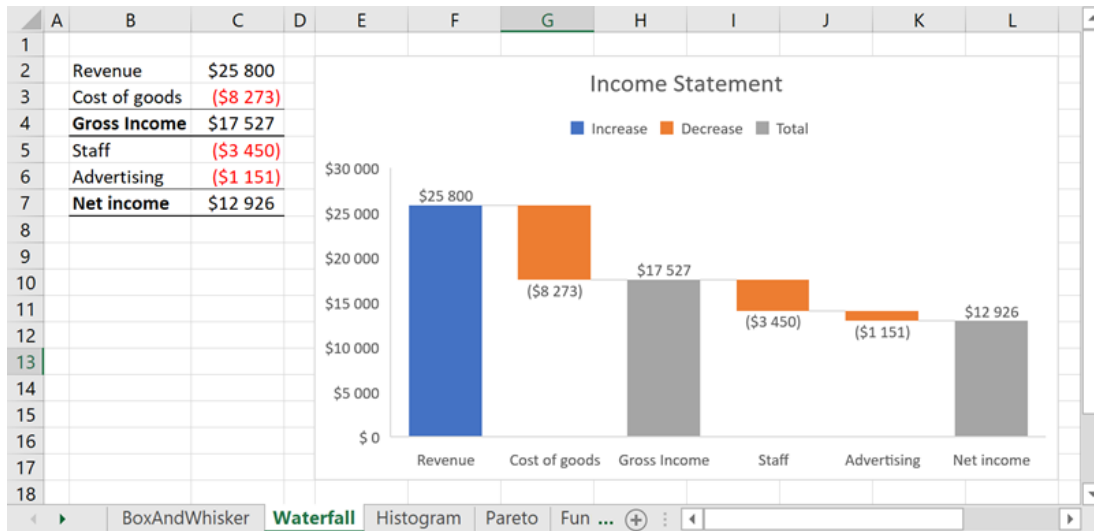 A B C D E F G H I J K L
1
2 Revenue $25 800
3 Cost of goods ($8 273)
4 Gross Income $17 527
5 Staff ($3 450)
6 Advertising ($1 151)
7 Net income $12 926
8
9
10
11
12
13
14
15
16
17
18
Income Statement
Increase Decrease Total
$30 000
$25 000
$20 000
$15 000
$10 000
$5 000
$ 0
$25 800
($8 273)
$17 527
($3 450)
($1 151)
$12 926
Revenue Cost of goods Gross Income Staff Advertising Net income
BoxAndWhisker Waterfall Histogram Pareto Fun ...